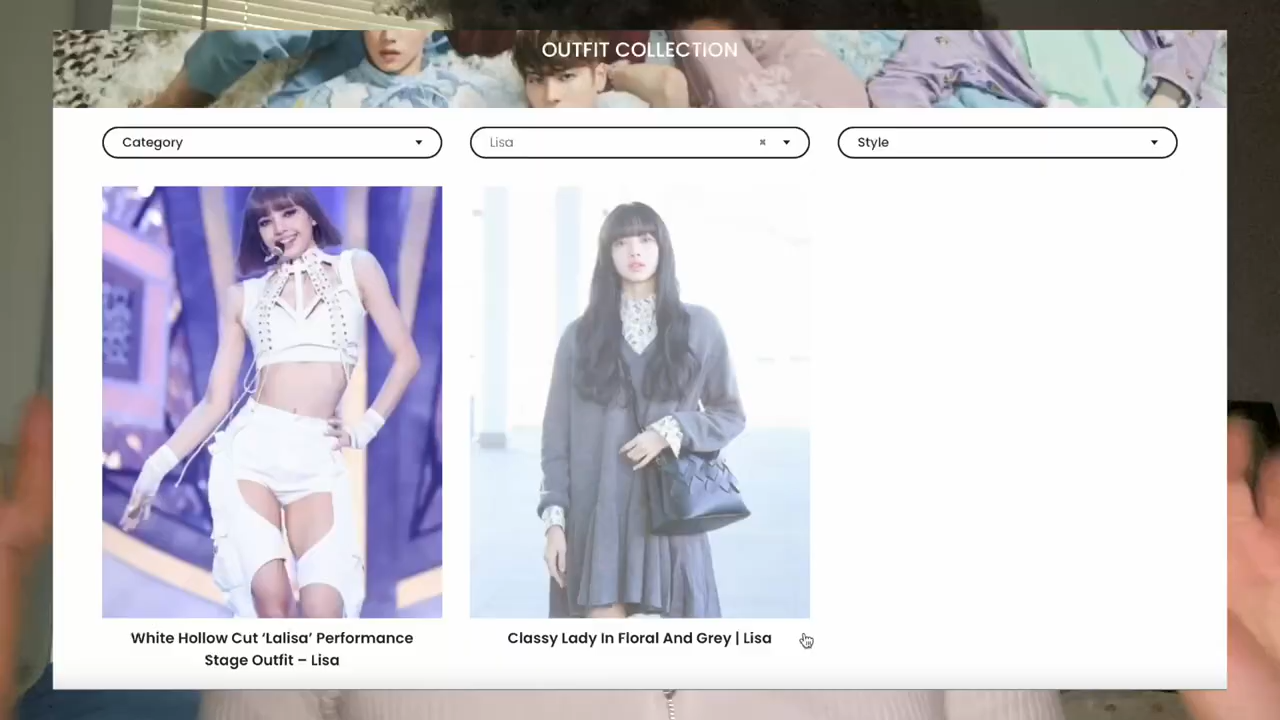 OUTFIT COLLECTION
Category
Lisa
Style
White Hollow Cut ‘Lalisa’ Performance
Stage Outfit – Lisa
Classy Lady In Floral And Grey | Lisa